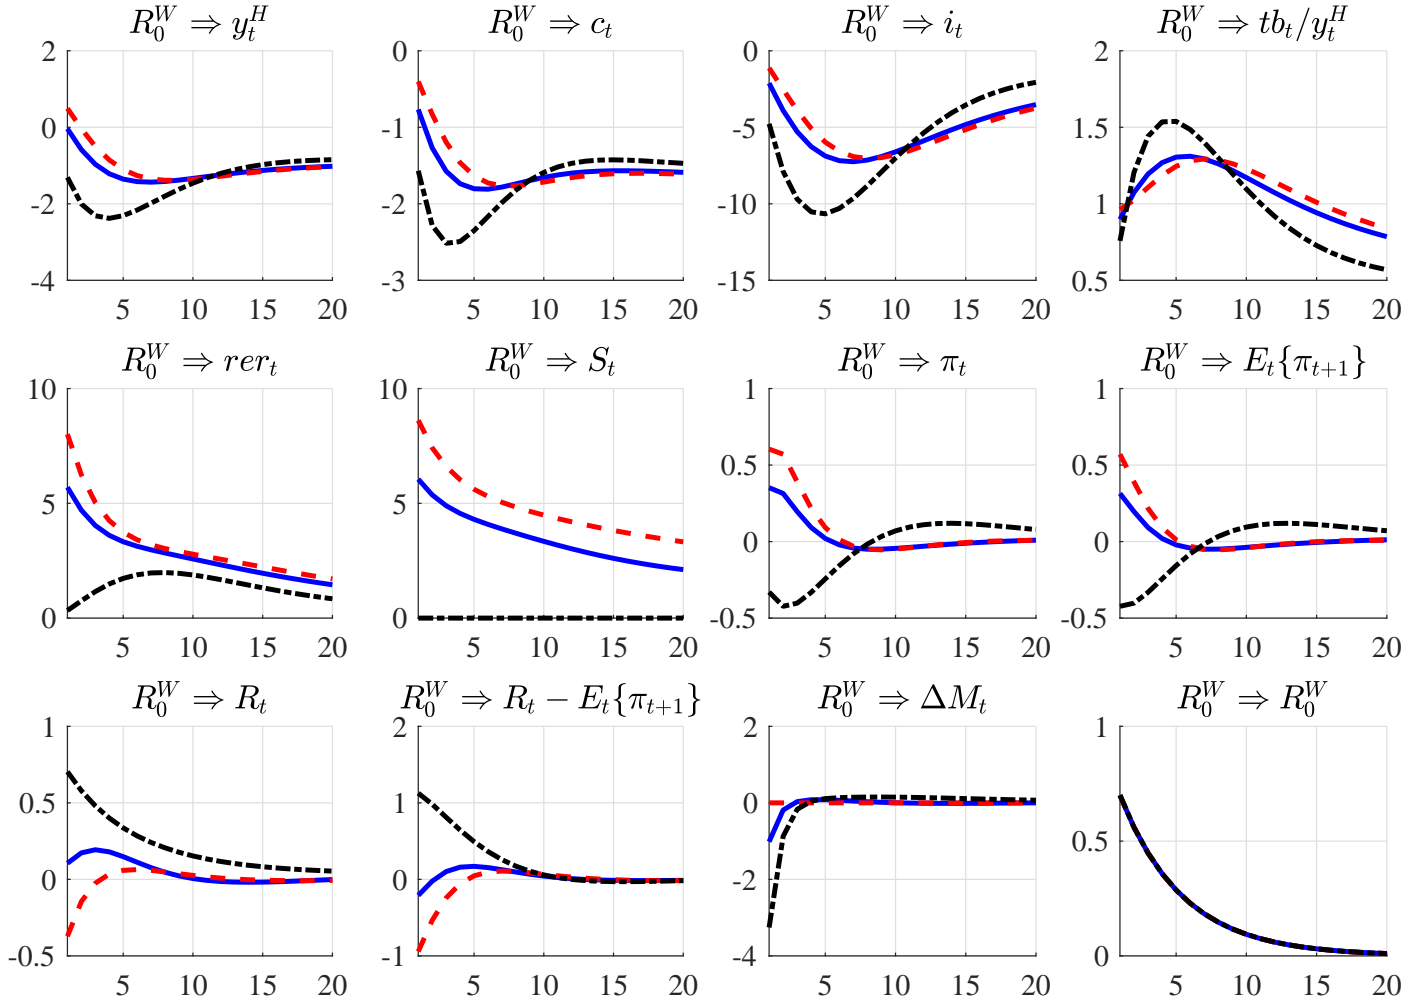 R_0^W ⇒ y_t^H
R_0^W ⇒ c_t
R_0^W ⇒ i_t
R_0^W ⇒ tb_t/y_t^H
2
0
-2
-4
5 10 15 20
0
-1
-2
-3
5 10 15 20
0
-5
-10
-15
5 10 15 20
2
1.5
1
0.5
5 10 15 20
R_0^W ⇒ rer_t
R_0^W ⇒ S_t
R_0^W ⇒ π_t
R_0^W ⇒ E_t{π_{t+1}}
10
5
0
5 10 15 20
10
5
0
5 10 15 20
1
0.5
0
-0.5
5 10 15 20
1
0.5
0
-0.5
5 10 15 20
R_0^W ⇒ R_t
R_0^W ⇒ R_t − E_t{π_{t+1}}
R_0^W ⇒ ΔM_t
R_0^W ⇒ R_0^W
1
0.5
0
-0.5
5 10 15 20
2
1
0
-1
5 10 15 20
2
0
-2
-4
5 10 15 20
1
0.5
0
5 10 15 20